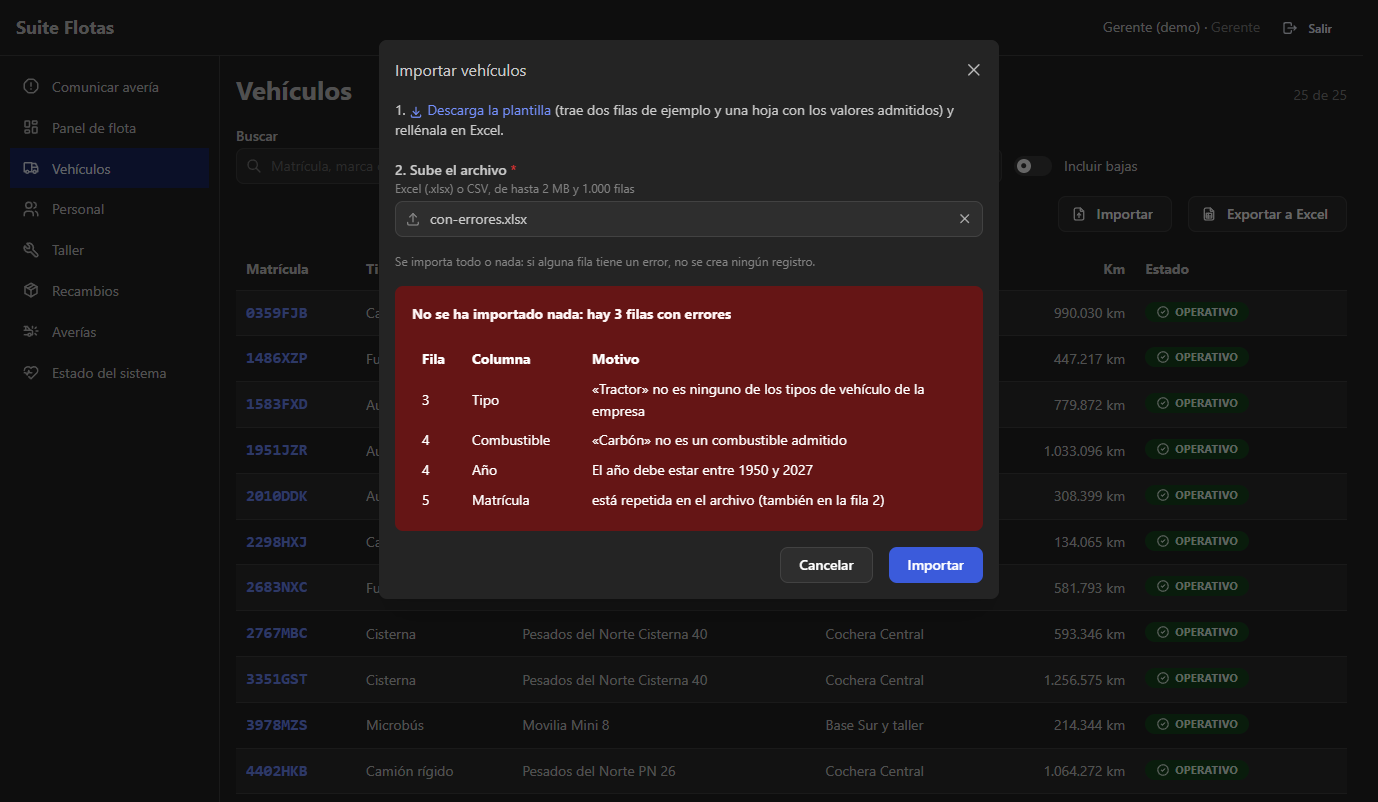 Suite Flotas
Gerente (demo) · Gerente
Salir
Comunicar avería
Panel de flota
Vehículos
Personal
Taller
Recambios
Averías
Estado del sistema
Vehículos
25 de 25
Buscar
Matrícula, marca
Incluir bajas
Importar
Exportar a Excel
Matrícula Km Estado
0359FJB 990.030 km OPERATIVO
1486XZP 447.217 km OPERATIVO
1583FXD 779.872 km OPERATIVO
1951JZR 1.033.096 km OPERATIVO
2010DDK 308.399 km OPERATIVO
2298HXJ 134.065 km OPERATIVO
2683NXC 581.793 km OPERATIVO
2767MBC Cisterna Pesados del Norte Cisterna 40 Cochera Central 593.346 km OPERATIVO
3351GST Cisterna Pesados del Norte Cisterna 40 Cochera Central 1.256.575 km OPERATIVO
3978MZS Microbús Movilia Mini 8 Base Sur y taller 214.344 km OPERATIVO
4402HKB Camión rígido Pesados del Norte PN 26 Cochera Central 1.064.272 km OPERATIVO
Importar vehículos
1. Descarga la plantilla (trae dos filas de ejemplo y una hoja con los valores admitidos) y
rellénala en Excel.
2. Sube el archivo *
Excel (.xlsx) o CSV, de hasta 2 MB y 1.000 filas
con-errores.xlsx
Se importa todo o nada: si alguna fila tiene un error, no se crea ningún registro.
No se ha importado nada: hay 3 filas con errores
Fila Columna Motivo
3 Tipo «Tractor» no es ninguno de los tipos de vehículo de la
empresa
4 Combustible «Carbón» no es un combustible admitido
4 Año El año debe estar entre 1950 y 2027
5 Matrícula está repetida en el archivo (también en la fila 2)
Cancelar
Importar